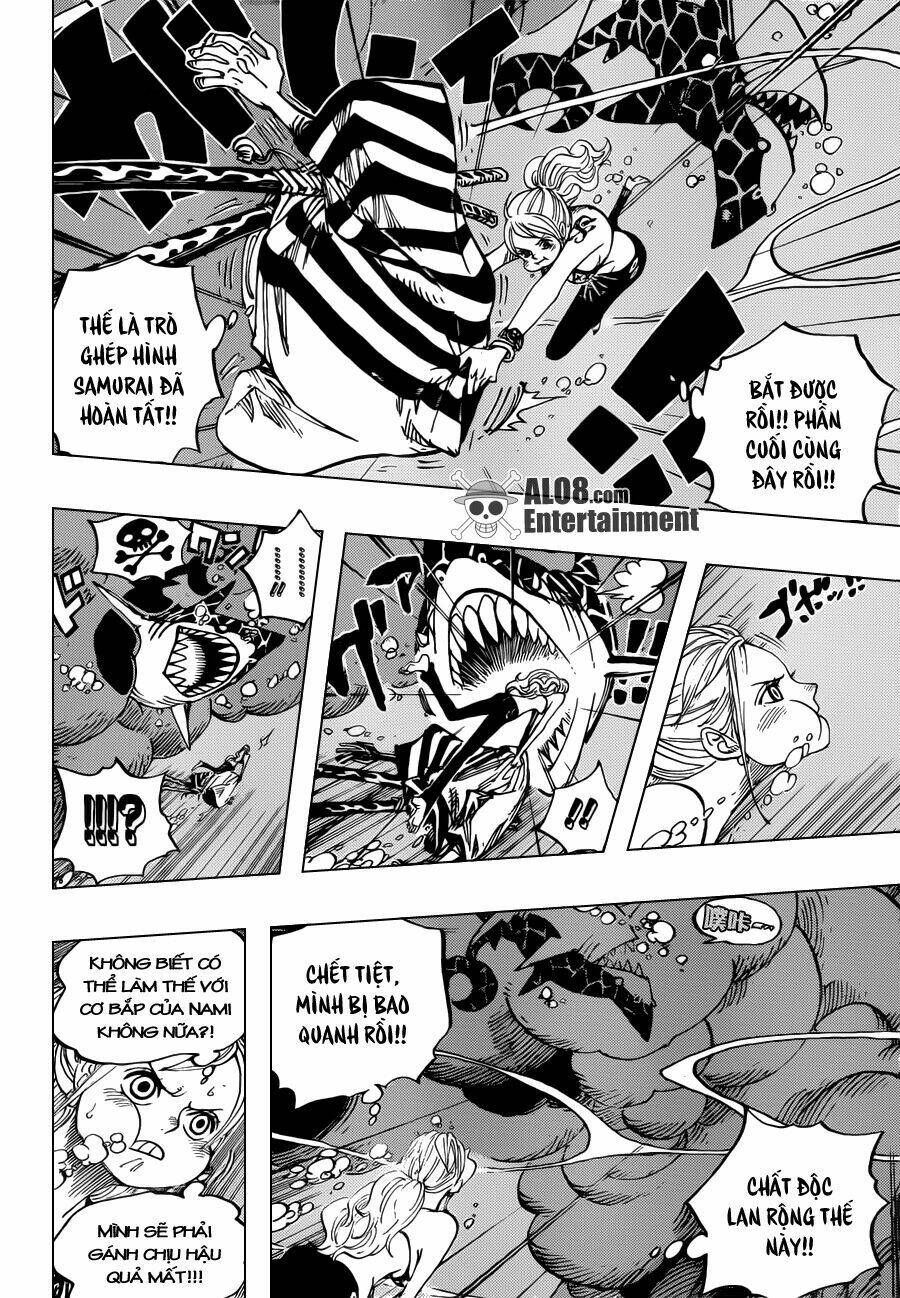 BẮT ĐƯỢC
RỒI!! PHẦN
CUỐI CÙNG
ĐÂY RỒI!!
THẾ LÀ TRÒ
GHÉP HÌNH
SAMURAI ĐÃ
HOÀN TẤT!!
ALO8.com
Entertainment
!!
!!
!!!?
噗咔
CHẤT ĐỘC
LAN RỘNG THẾ
NÀY!!
CHẾT TIỆT,
MÌNH BỊ BAO
QUANH RỒI!!
KHÔNG BIẾT CÓ
THỂ LÀM THẾ VỚI
CƠ BẮP CỦA NAMI
KHÔNG NỮA?!
MÌNH SẼ PHẢI
GÁNH CHỊU HẬU
QUẢ MẤT!!!